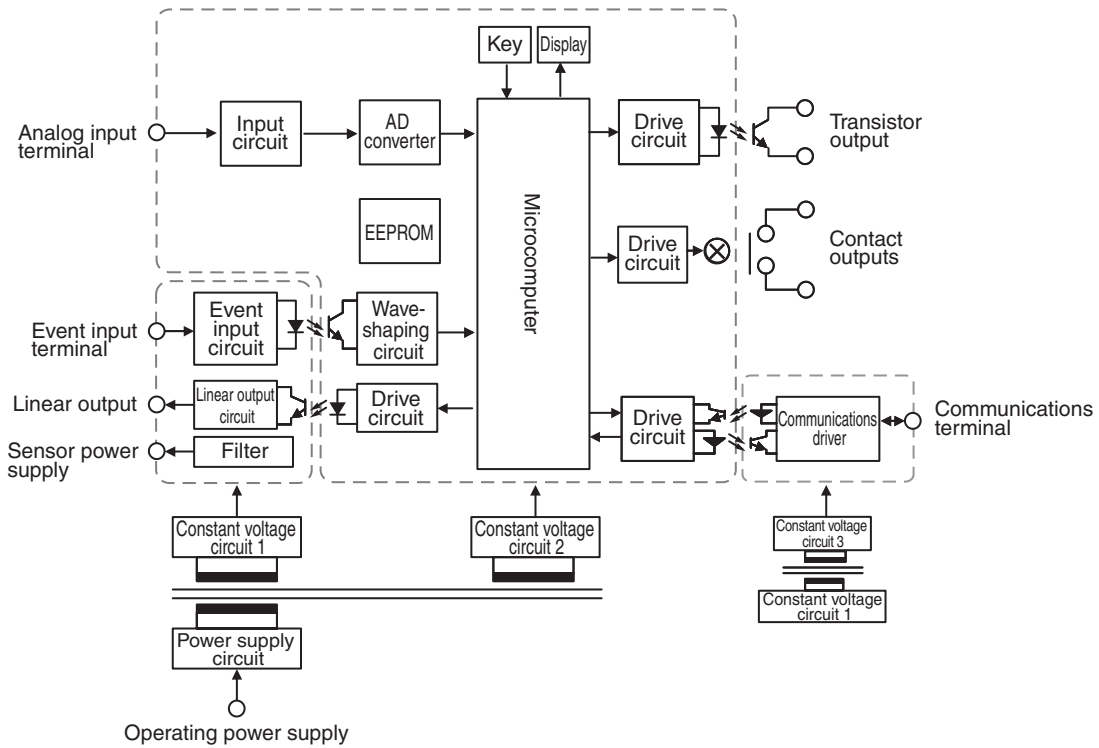 Key
Display
Analog input
terminal
Input
circuit
AD
converter
Drive
circuit
Transistor
output
EEPROM
Microcomputer
Drive
circuit
Contact
outputs
Event input
terminal
Event
input
circuit
Wave-
shaping
circuit
Linear output
Linear output
circuit
Drive
circuit
Drive
circuit
Communications
driver
Communications
terminal
Sensor power
supply
Filter
Constant voltage
circuit 1
Constant voltage
circuit 2
Constant voltage
circuit 3
Constant voltage
circuit 1
Power supply
circuit
Operating power supply